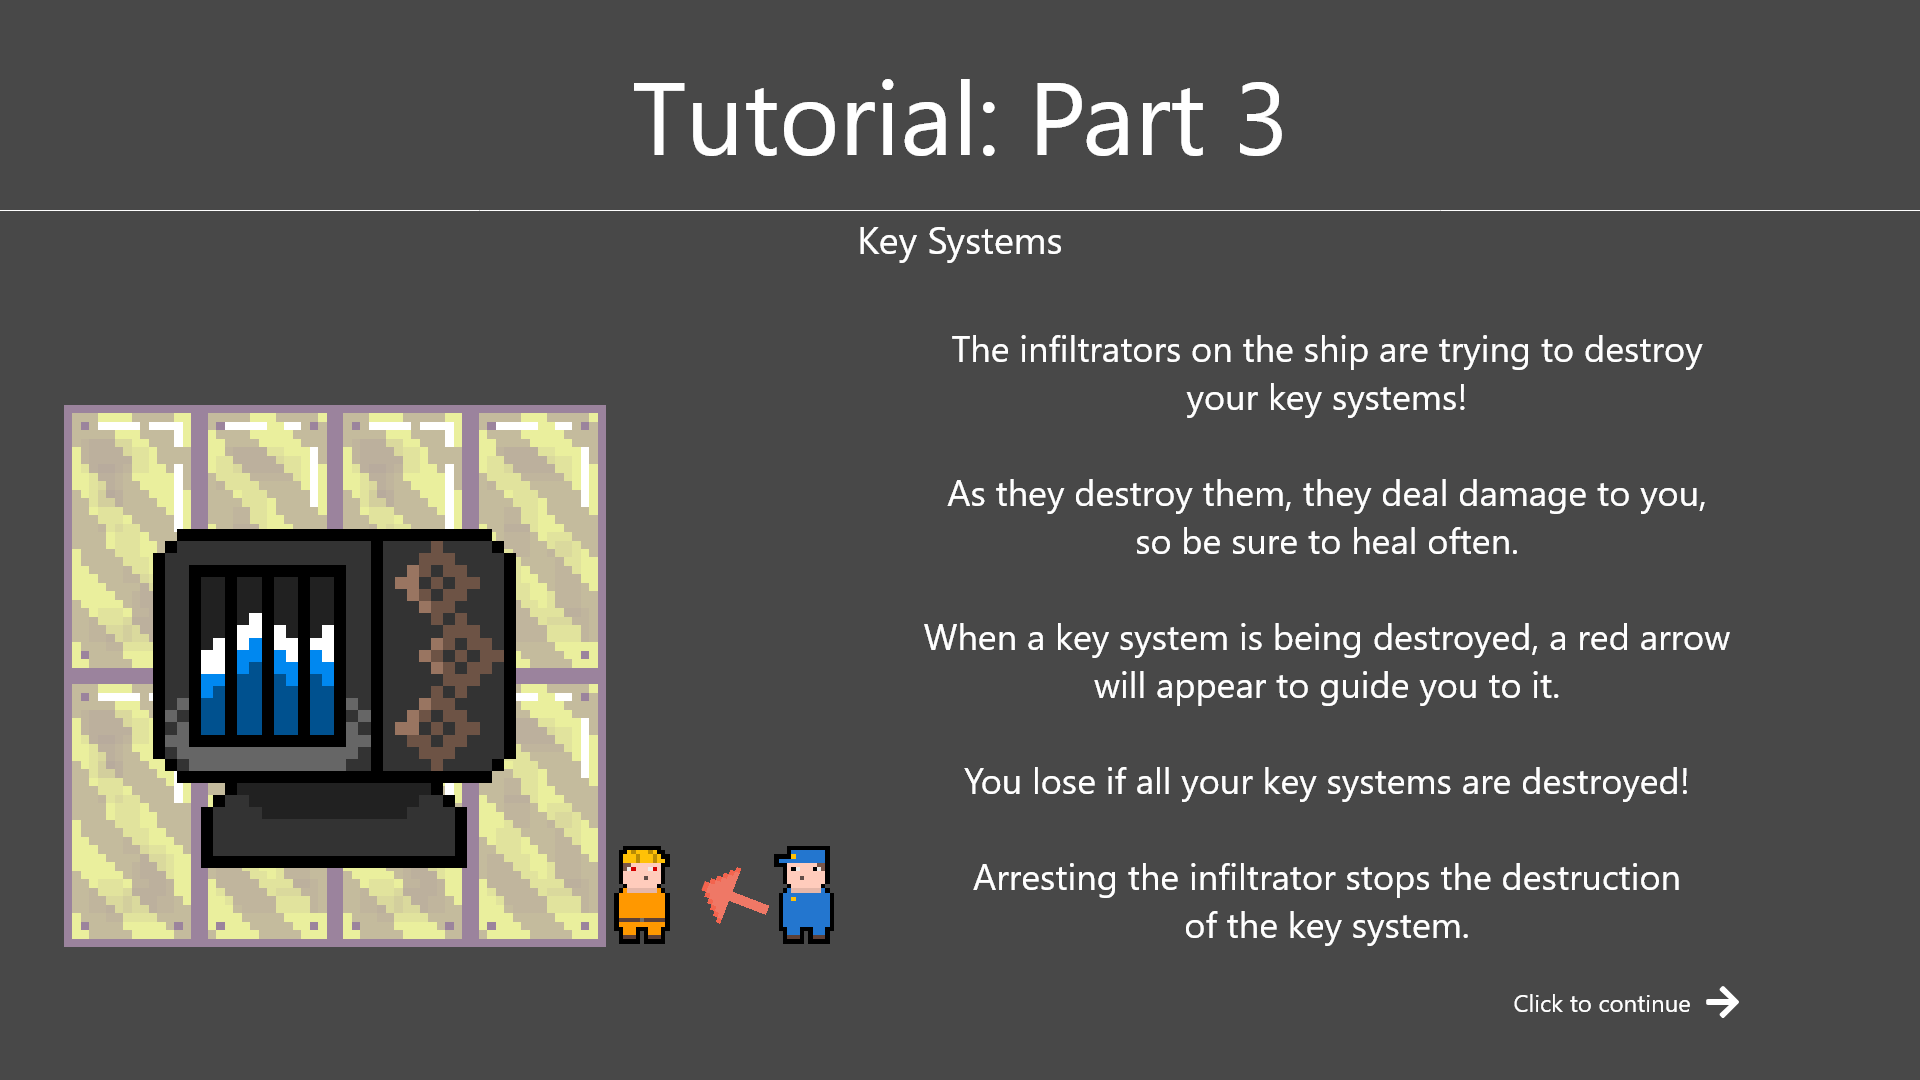 Tutorial: Part 3
Key Systems
The infiltrators on the ship are trying to destroy
your key systems!
As they destroy them, they deal damage to you,
so be sure to heal often.
When a key system is being destroyed, a red arrow
will appear to guide you to it.
You lose if all your key systems are destroyed!
Arresting the infiltrator stops the destruction
of the key system.
Click to continue